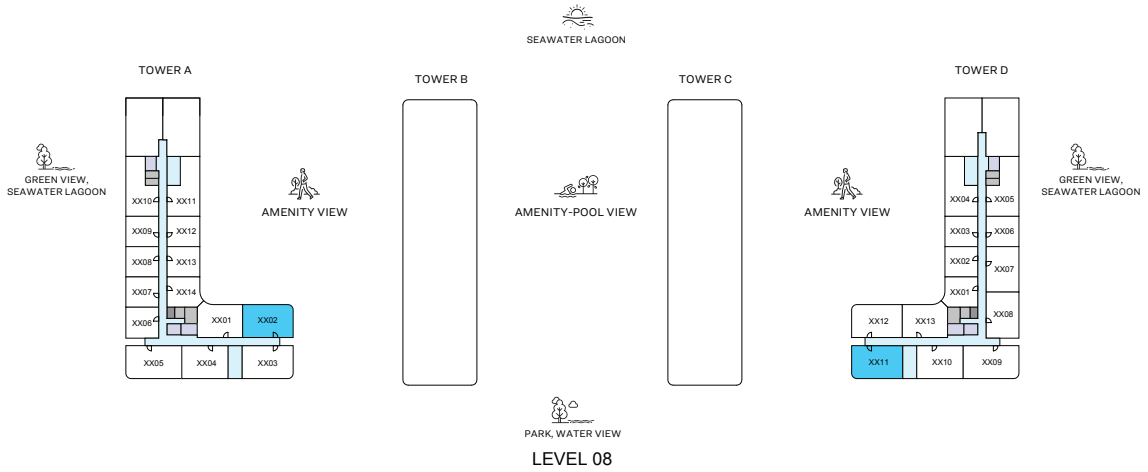 SEAWATER LAGOON
TOWER A
TOWER B
TOWER C
TOWER D
GREEN VIEW,
SEAWATER LAGOON
AMENITY VIEW
AMENITY-POOL VIEW
AMENITY VIEW
GREEN VIEW,
SEAWATER LAGOON
XX10
XX11
XX09
XX12
XX08
XX13
XX07
XX14
XX06
XX01
XX02
XX05
XX04
XX03
XX04
XX05
XX03
XX06
XX02
XX07
XX01
XX08
XX12
XX13
XX11
XX10
XX09
PARK, WATER VIEW
LEVEL 08